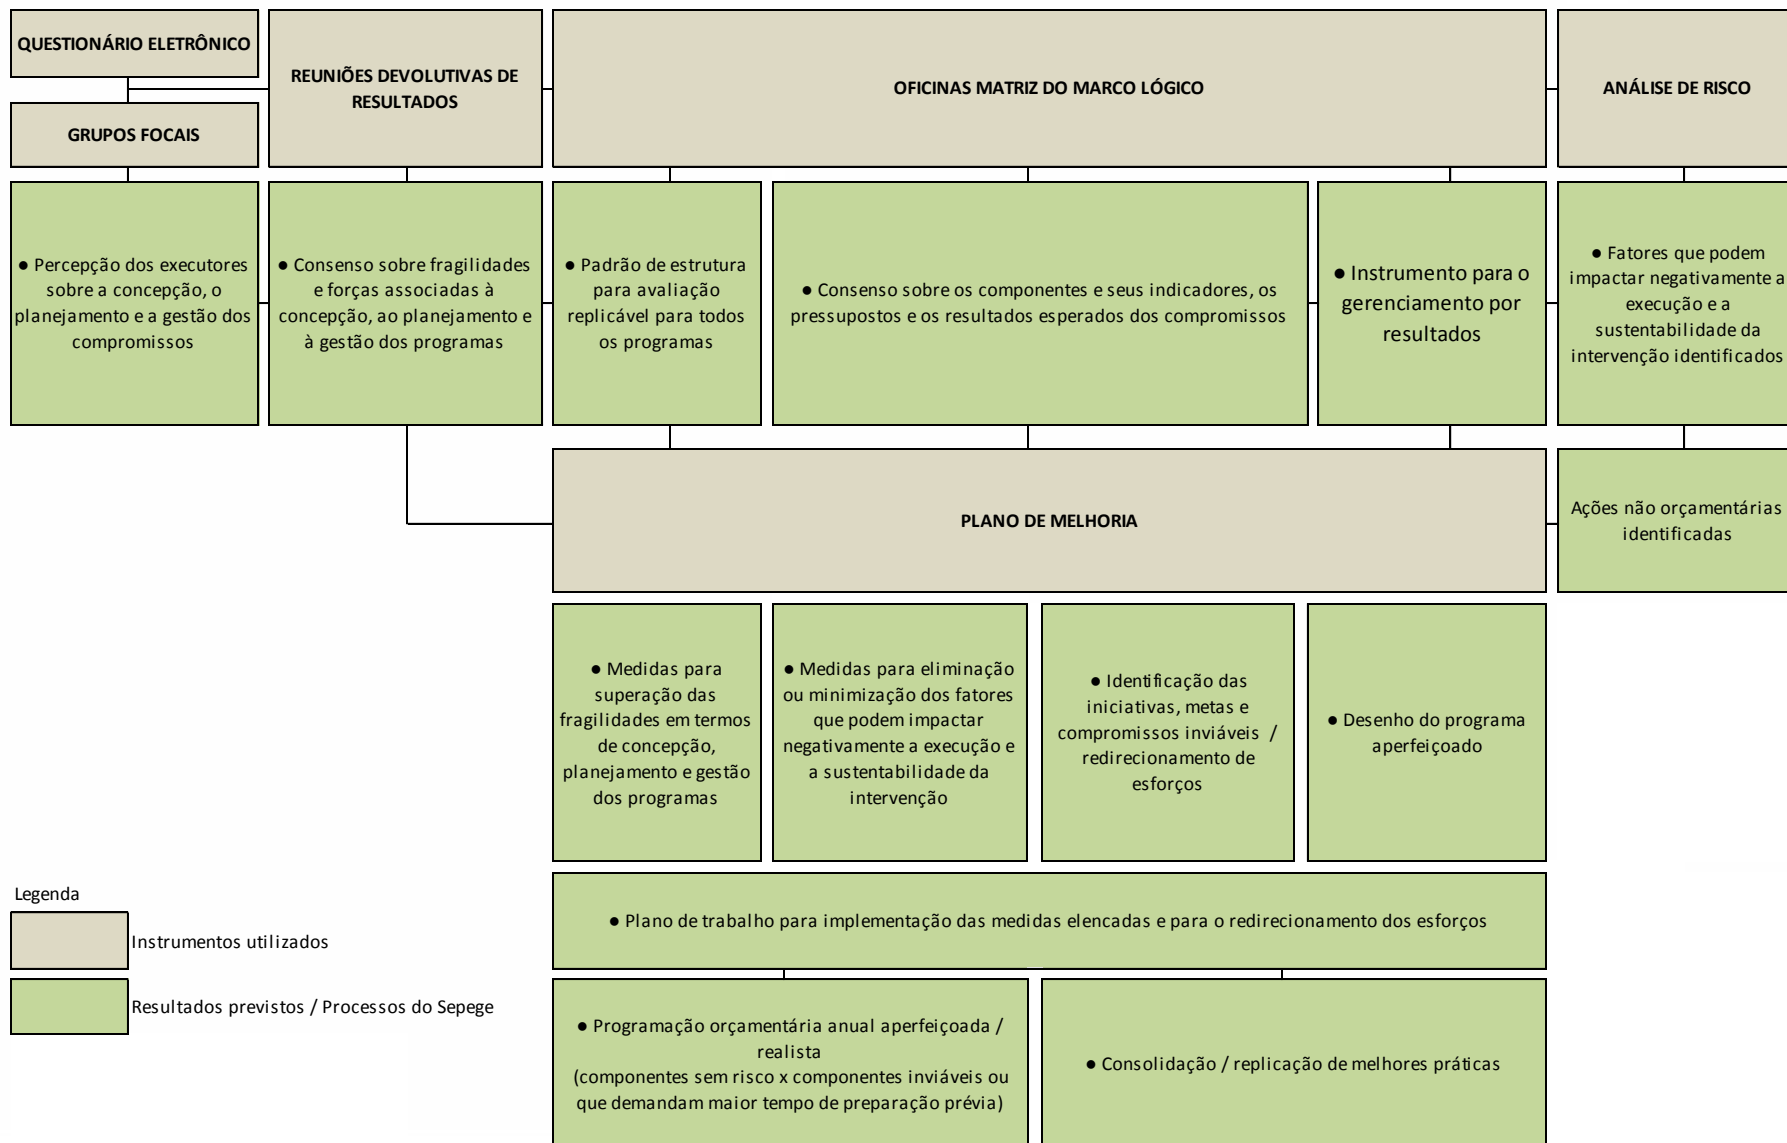 QUESTIONÁRIO ELETRÔNICO
GRUPOS FOCAIS
REUNIÕES DEVOLUTIVAS DE
RESULTADOS
OFICINAS MATRIZ DO MARCO LÓGICO
ANÁLISE DE RISCO
● Percepção dos executores
sobre a concepção, o
planejamento e a gestão dos
compromissos
● Consenso sobre fragilidades
e forças associadas à
concepção, ao planejamento e
à gestão dos programas
● Padrão de estrutura
para avaliação
replicável para todos
os programas
● Consenso sobre os componentes e seus indicadores, os
pressupostos e os resultados esperados dos compromissos
● Instrumento para o
gerenciamento por
resultados
● Fatores que podem
impactar negativamente a
execução e a
sustentabilidade da
intervenção identificados
PLANO DE MELHORIA
Ações não orçamentárias
identificadas
● Medidas para
superação das
fragilidades em termos
de concepção,
planejamento e gestão
dos programas
● Medidas para eliminação
ou minimização dos fatores
que podem impactar
negativamente a execução e
a sustentabilidade da
intervenção
● Identificação das
iniciativas, metas e
compromissos inviáveis /
redirecionamento de
esforços
● Desenho do programa
aperfeiçoado
Legenda
Instrumentos utilizados
Resultados previstos / Processos do Sepege
● Plano de trabalho para implementação das medidas elencadas e para o redirecionamento dos esforços
● Programação orçamentária anual aperfeiçoada /
realista
(componentes sem risco x componentes inviáveis ou
que demandam maior tempo de preparação prévia)
● Consolidação / replicação de melhores práticas